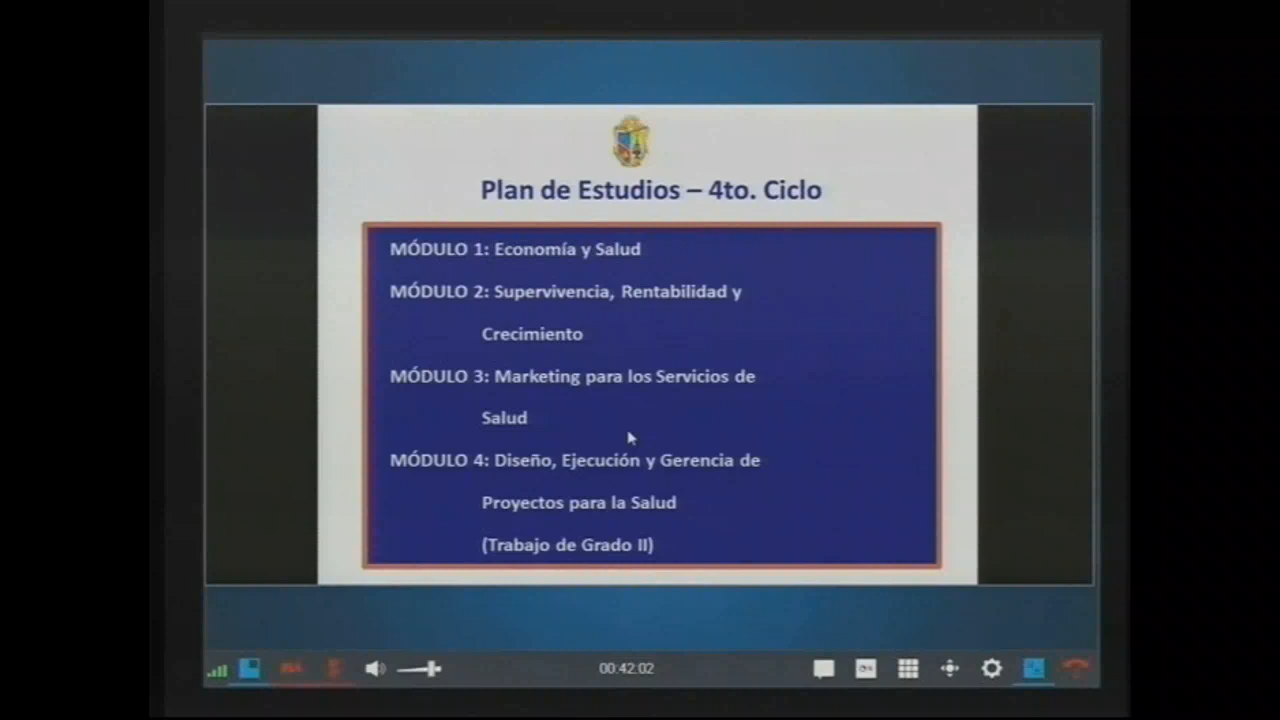 Plan de Estudios – 4to. Ciclo
MÓDULO 1: Economía y Salud
MÓDULO 2: Supervivencia, Rentabilidad y
Crecimiento
MÓDULO 3: Marketing para los Servicios de
Salud
MÓDULO 4: Diseño, Ejecución y Gerencia de
Proyectos para la Salud
(Trabajo de Grado II)
00:42:02